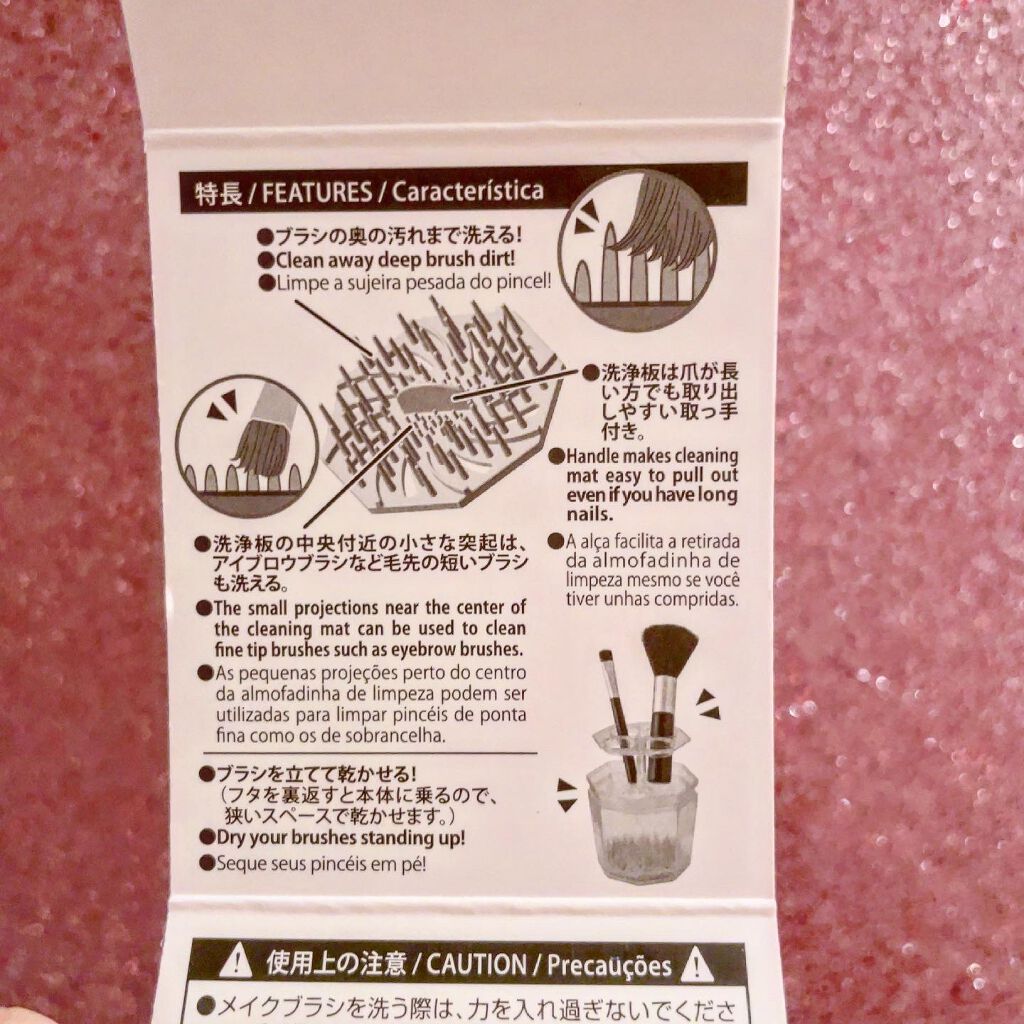 特長 / FEATURES / Característica
●ブラシの奥の汚れまで洗える!
●Clean away deep brush dirt!
●Limpe a sujeira pesada do pincel!
●洗浄板は爪が長
い方でも取り出
しやすい取っ手
付き。
●Handle makes cleaning
mat easy to pull out
even if you have long
nails.
●A alça facilita a retirada
da almofadinha de
limpeza mesmo se você
tiver unhas compridas.
●洗浄板の中央付近の小さな突起は、
アイブロウブラシなど毛先の短いブラシ
も洗える。
●The small projections near the center of
the cleaning mat can be used to clean
fine tip brushes such as eyebrow brushes.
●As pequenas projeções perto do centro
da almofadinha de limpeza podem ser
utilizadas para limpar pincéis de ponta
fina como os de sobrancelha.
●ブラシを立てて乾かせる!
(フタを裏返すと本体に乗るので、
狭いスペースで乾かせます。)
●Dry your brushes standing up!
●Seque seus pincéis em pé!
使用上の注意 / CAUTION / Precauções
●メイクブラシを洗う際は、力を入れ過ぎないでくださ